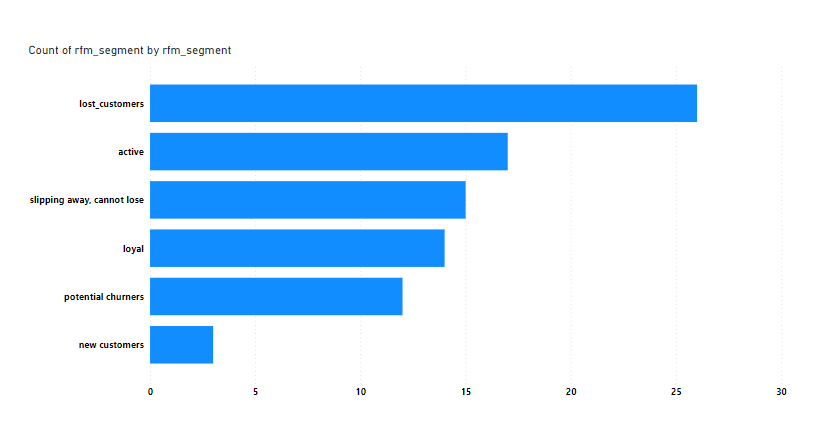 Count of rfm_segment by rfm_segment
lost_customers
active
slipping away, cannot lose
loyal
potential churners
new customers
0 5 10 15 20 25 30